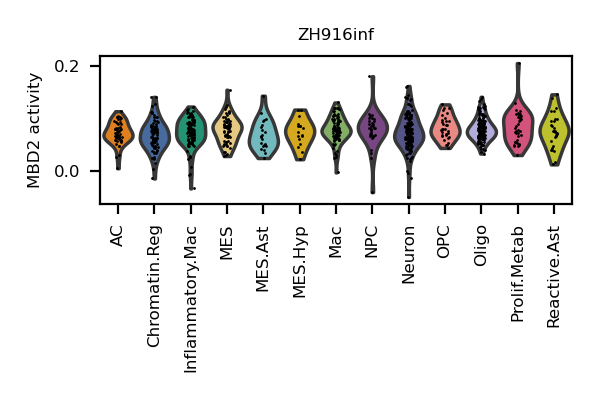 ZH916inf
MBD2 activity
0.2
0.0
AC
Chromatin.Reg
Inflammatory.Mac
MES
MES.Ast
MES.Hyp
Mac
NPC
Neuron
OPC
Oligo
Prolif.Metab
Reactive.Ast